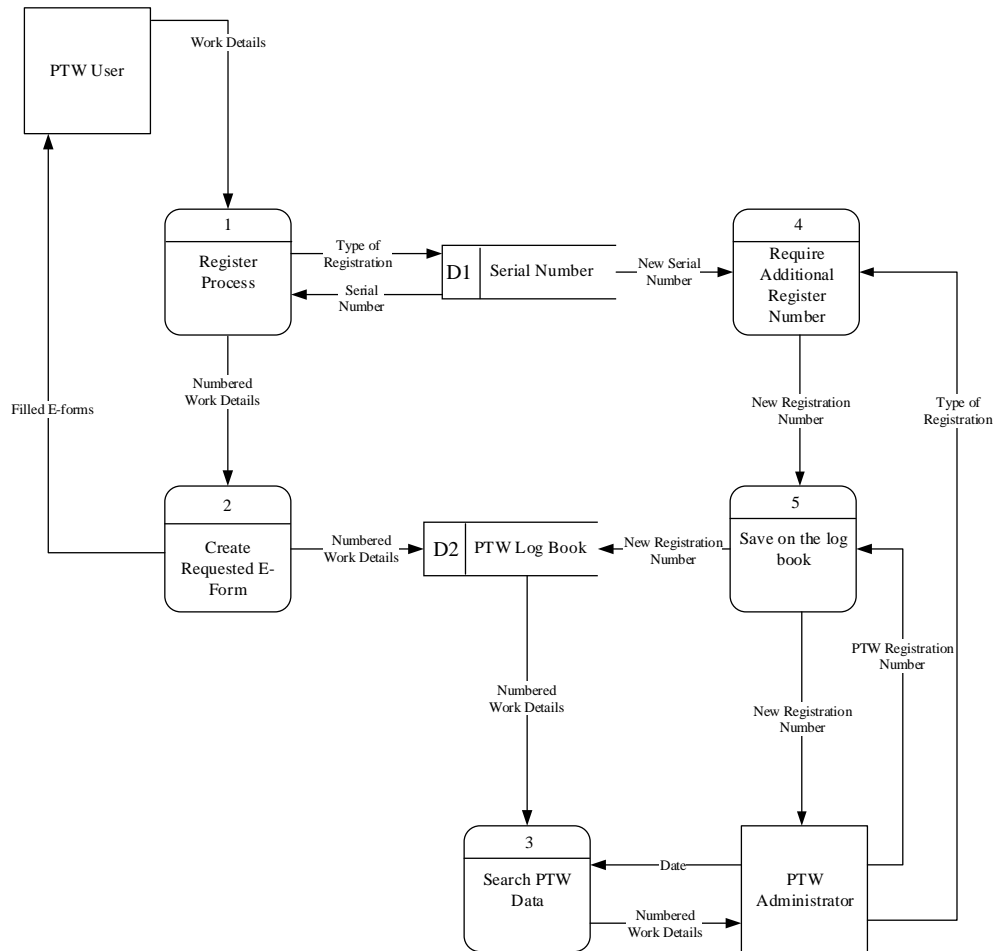 Work Details
PTW User
1
Register
Process
Type of
Registration
Serial
Number
D1
Serial Number
New Serial
Number
4
Require
Additional
Register
Number
Numbered
Work Details
Filled E-forms
New Registration
Number
Type of
Registration
2
Create
Requested E-
Form
Numbered
Work Details
D2
PTW Log Book
New Registration
Number
5
Save on the log
book
PTW Registration
Number
Numbered
Work Details
New Registration
Number
3
Search PTW
Data
Date
Numbered
Work Details
PTW
Administrator